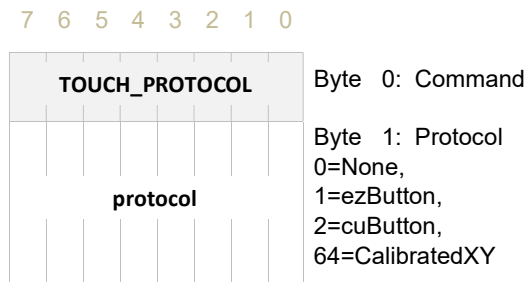 7 6 5 4 3 2 1 0
TOUCH_PROTOCOL
Byte 0: Command
Byte 1: Protocol
0=None,
1=ezButton,
2=cuButton,
64=CalibratedXY
protocol